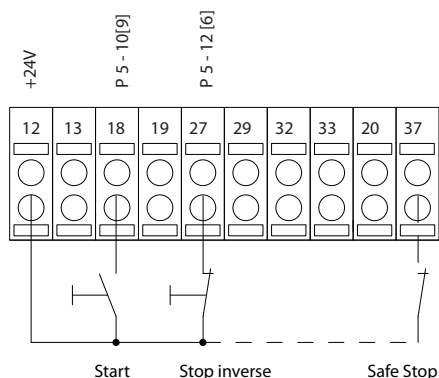 +24V
P 5 - 10[9]
P 5 - 12 [6]
12 13 18 19 27 29 32 33 20 37
Start Stop inverse Safe Stop